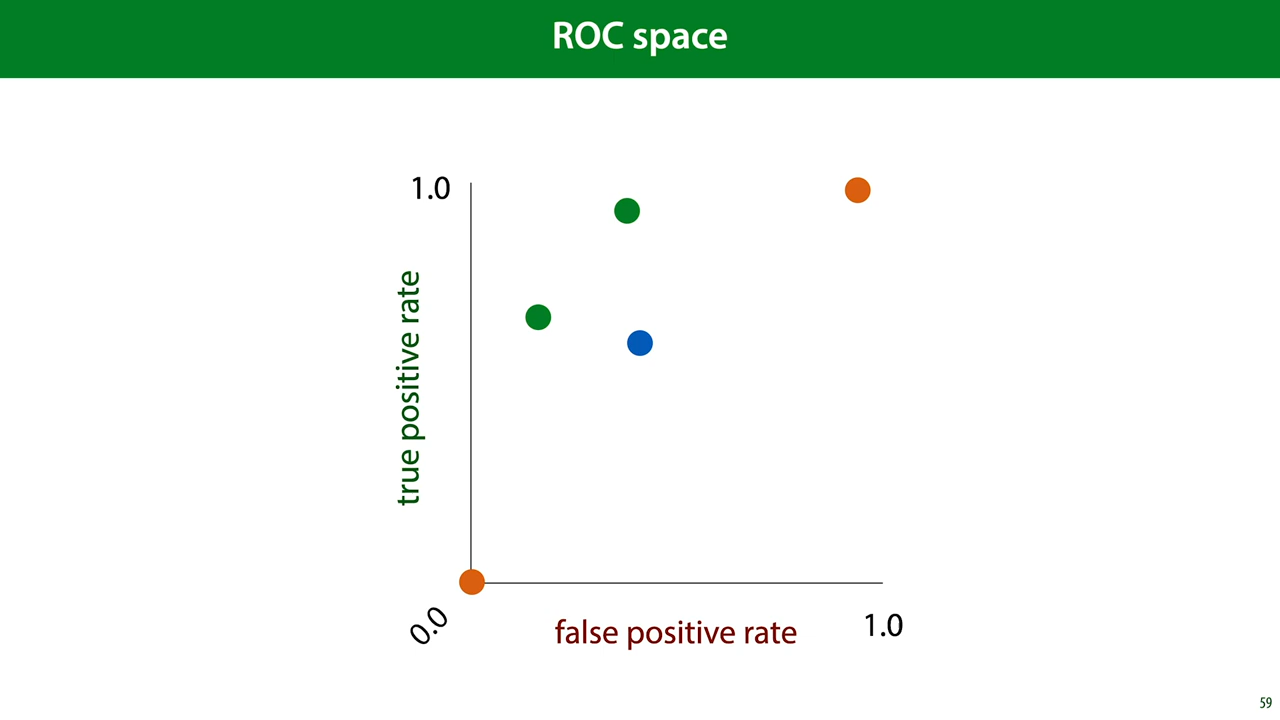 ROC space
1.0
true positive rate
0.0
false positive rate
1.0
59